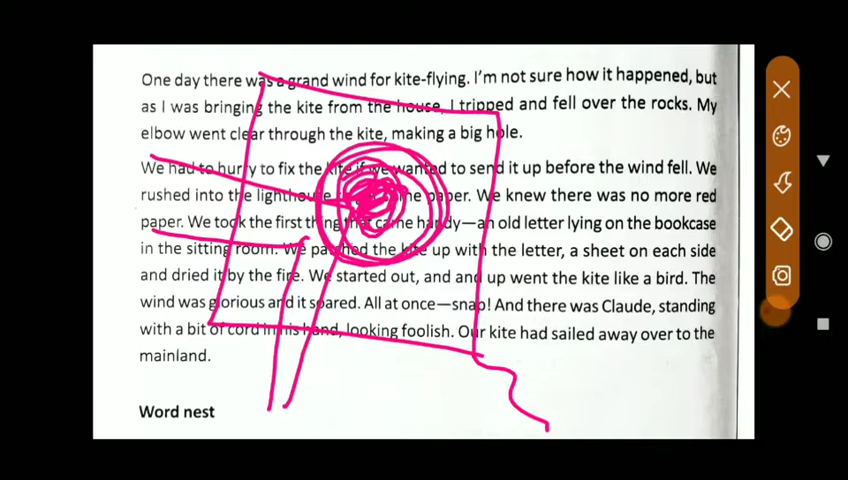 One day there was a grand wind for kite-flying. I'm not sure how it happened, but
as I was bringing the kite from the house, I tripped and fell over the rocks. My
elbow went clear through the kite, making a big hole.
We had to hurry to fix the kite if we wanted to send it up before the wind fell. We
rushed into the lighthouse some paper. We knew there was no more red
paper. We took the first thing that came handy—an old letter lying on the bookcase
in the sitting room. We patched the kite up with the letter, a sheet on each side
and dried it by the fire. We started out, and and up went the kite like a bird. The
wind was glorious and it soared. All at once—snap! And there was Claude, standing
with a bit of cord in his hand, looking foolish. Our kite had sailed away over to the
mainland.
Word nest